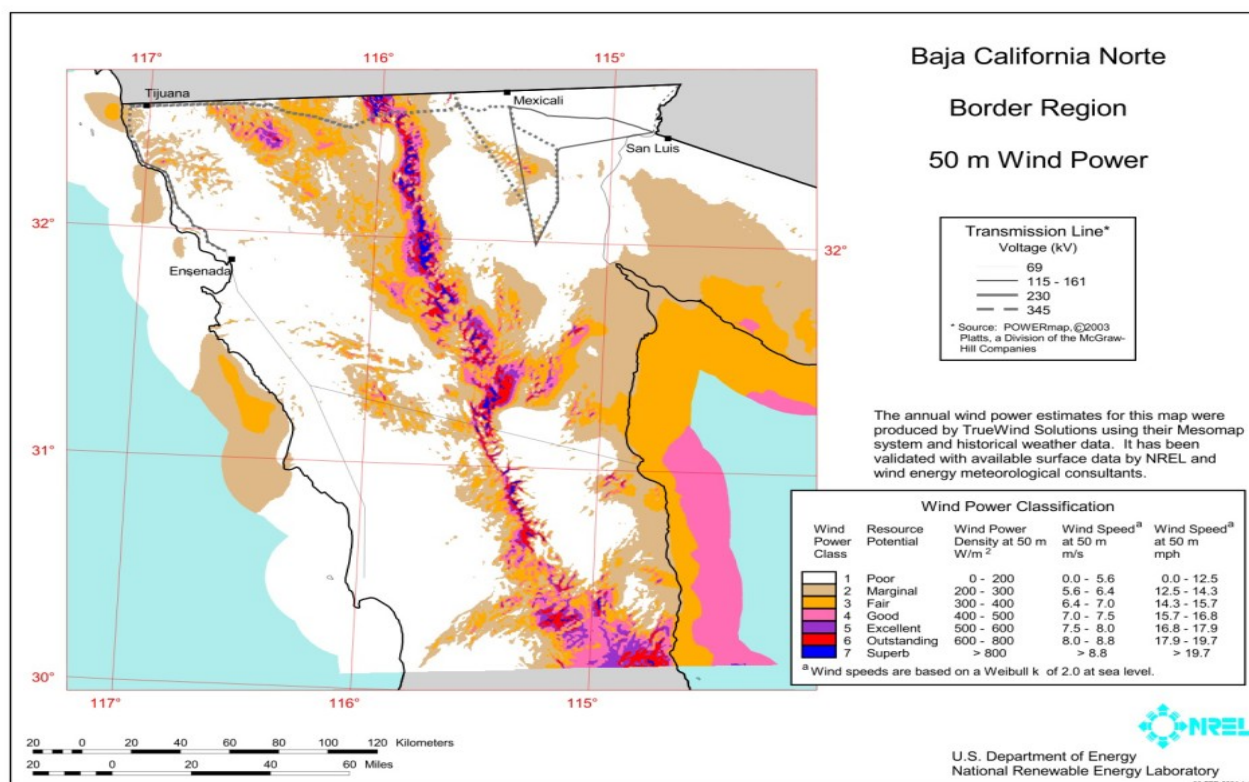 Baja California Norte
Border Region
50 m Wind Power
117°
116°
115°
Tijuana
Mexicali
San Luis
32°
32°
Ensenada
31°
31°
30°
117°
116°
115°
Transmission Line*
Voltage (kV)
69
115 - 161
230
345
* Source: POWERmap, ©2003
Platts, a Division of the McGraw-
Hill Companies
The annual wind power estimates for this map were
produced by TrueWind Solutions using their Mesomap
system and historical weather data. It has been
validated with available surface data by NREL and
wind energy meteorological consultants.
Wind Power Classification
Wind Power Class Resource Potential Wind Power Density at 50 m W/m 2 Wind Speed a at 50 m m/s Wind Speed a at 50 m mph
1 Poor 0 - 200 0.0 - 5.6 0.0 - 12.5
2 Marginal 200 - 300 5.6 - 6.4 12.5 - 14.3
3 Fair 300 - 400 6.4 - 7.0 14.3 - 15.7
4 Good 400 - 500 7.0 - 7.5 15.7 - 16.8
5 Excellent 500 - 600 7.5 - 8.0 16.8 - 17.9
6 Outstanding 600 - 800 8.0 - 8.8 17.9 - 19.7
7 Superb > 800 > 8.8 > 19.7
a Wind speeds are based on a Weibull k of 2.0 at sea level.
20 0 20 40 60 80 100 120 Kilometers
20 0 20 40 60 Miles
NREL
U.S. Department of Energy
National Renewable Energy Laboratory